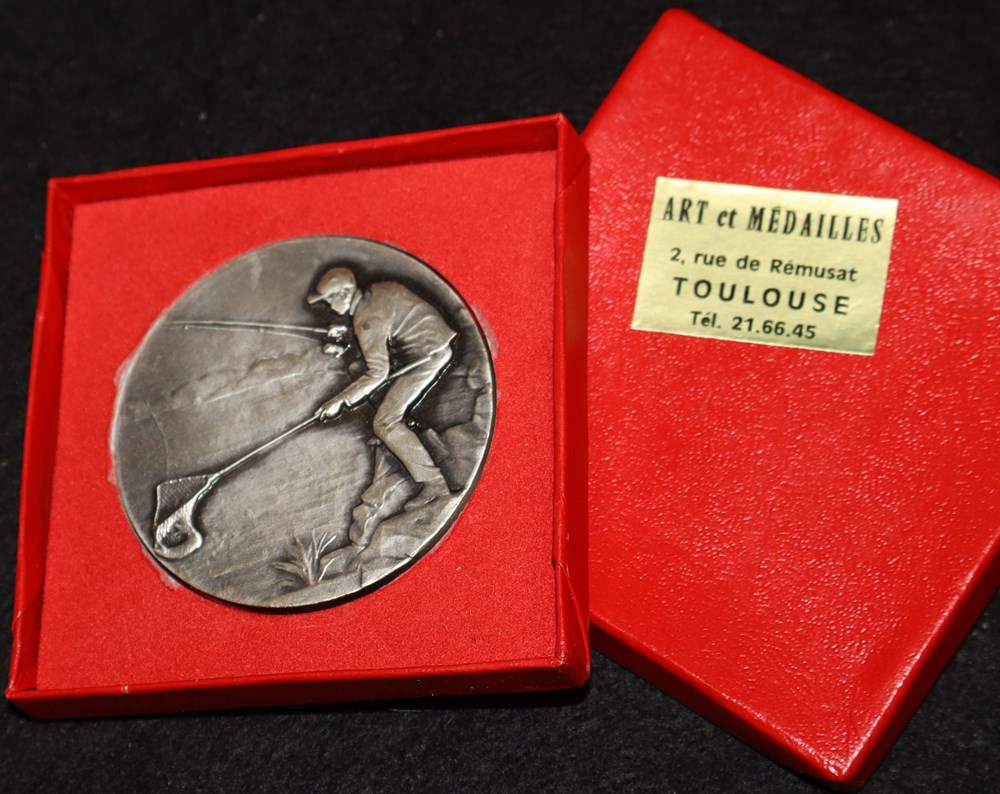 ART et MÉDAILLES
2, rue de Rémusat
TOULOUSE
Tél. 21.66.45